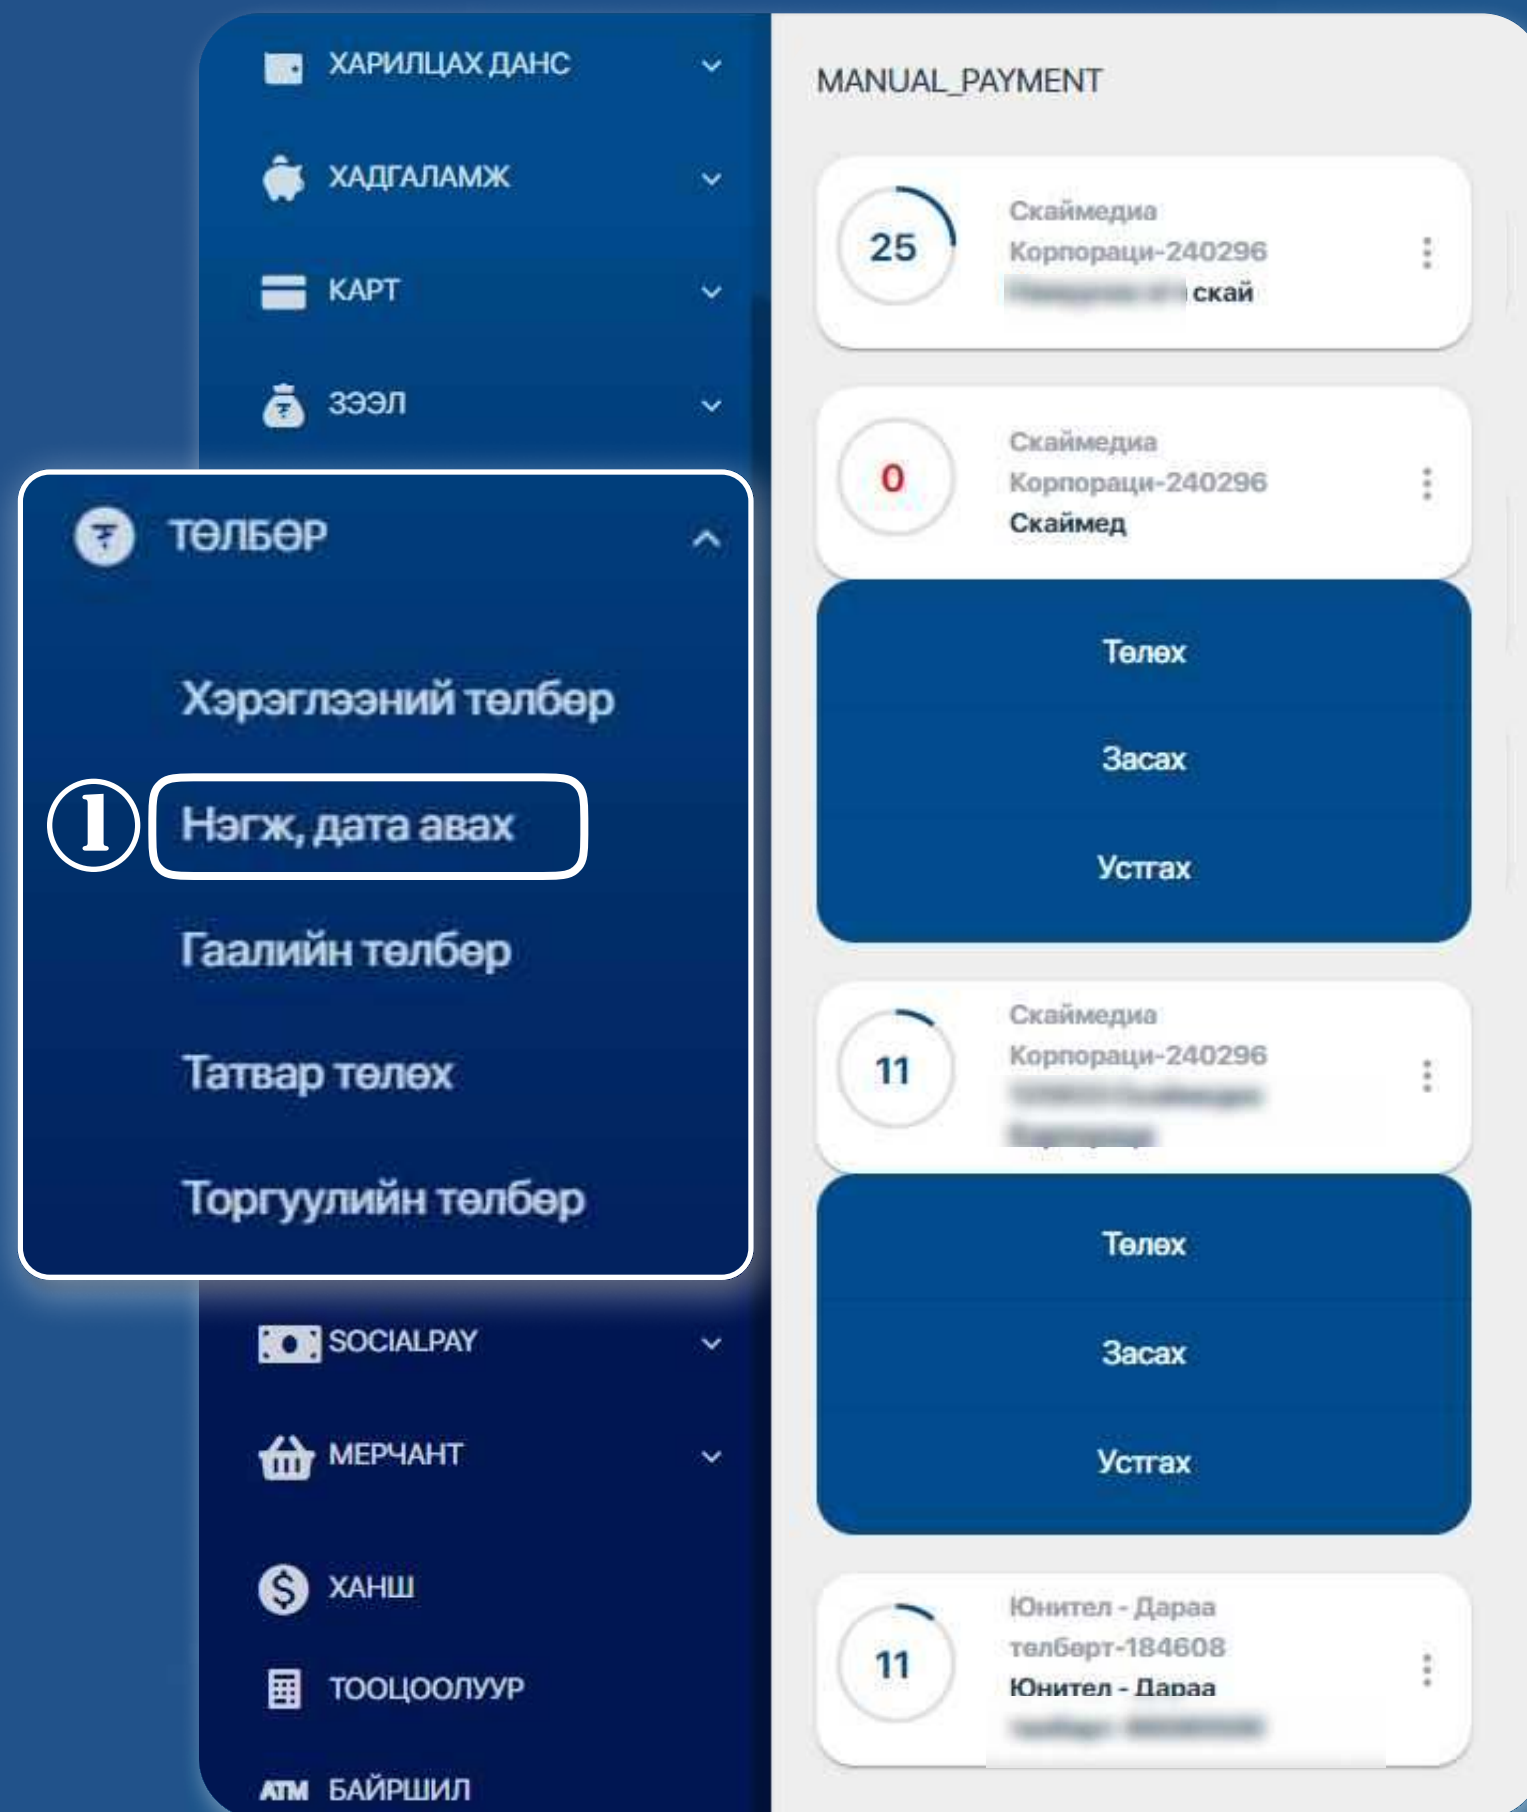 ХАРИЛЦАХ ДАНС
ХАДГАЛАМЖ
КАРТ
ЗЭЭЛ
ТӨЛБӨР
Хэрэглээний төлбөр
1
Нэгж, дата авах
Гаалийн төлбөр
Татвар төлөх
Торгуулийн төлбөр
SOCIALPAY
МЕРЧАНТ
ХАНШ
ТООЦООЛУУР
ATM БАЙРШИЛ
MANUAL_PAYMENT
25
Скаймедиа
Корпораци-240296
скай
0
Скаймедиа
Корпораци-240296
Скаймед
Төлөх
Засах
Устгах
11
Скаймедиа
Корпораци-240296
Төлөх
Засах
Устгах
11
Юнител - Дараа
төлбөрт-184608
Юнител - Дараа